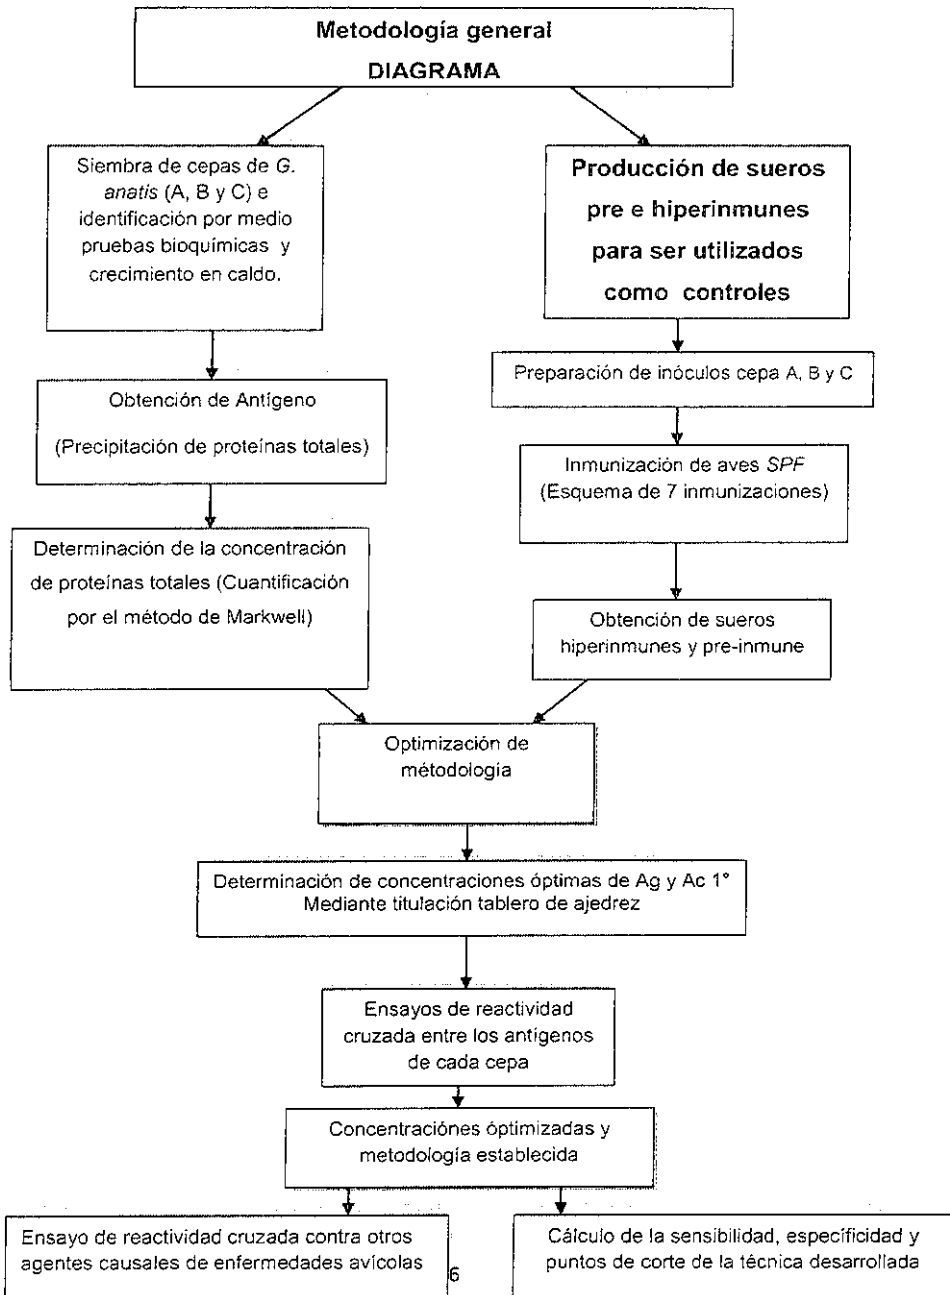 Metodología general
DIAGRAMA
Siembra de cepas de G.
anatis (A, B y C) e
identificación por medio
pruebas bioquímicas y
crecimiento en caldo.
Obtención de Antígeno
(Precipitación de proteínas totales)
Determinación de la concentración
de proteínas totales (Cuantificación
por el método de Markwell)
Producción de sueros
pre e hiperinmunes
para ser utilizados
como controles
Preparación de inóculos cepa A, B y C
Inmunización de aves SPF
(Esquema de 7 inmunizaciones)
Obtención de sueros
hiperinmunes y pre-inmune
Optimización de
métodología
Determinación de concentraciones óptimas de Ag y Ac 1°
Mediante titulación tablero de ajedrez
Ensayos de reactividad
cruzada entre los antígenos
de cada cepa
Concentraciónes óptimizadas y
metodología establecida
Ensayo de reactividad cruzada contra otros
agentes causales de enfermedades avícolas
Cálculo de la sensibilidad, específicidad y
puntos de corte de la técnica desarrollada
6